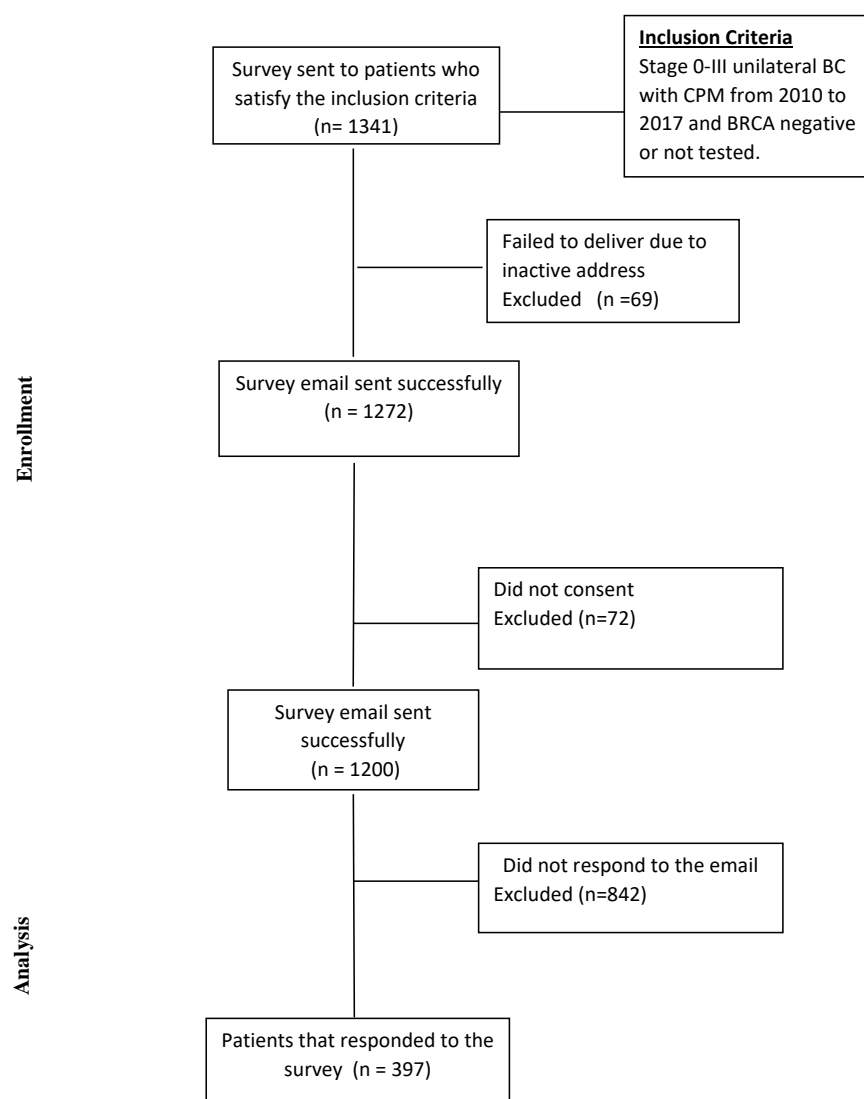 Inclusion Criteria
Stage 0-III unilateral BC
with CPM from 2010 to
2017 and BRCA negative
or not tested.
Survey sent to patients who
satisfy the inclusion criteria
(n= 1341)
Failed to deliver due to
inactive address
Excluded (n =69)
Enrollment
Survey email sent successfully
(n = 1272)
Did not consent
Excluded (n=72)
Survey email sent
successfully
(n = 1200)
Did not respond to the email
Excluded (n=842)
Analysis
Patients that responded to the
survey (n = 397)